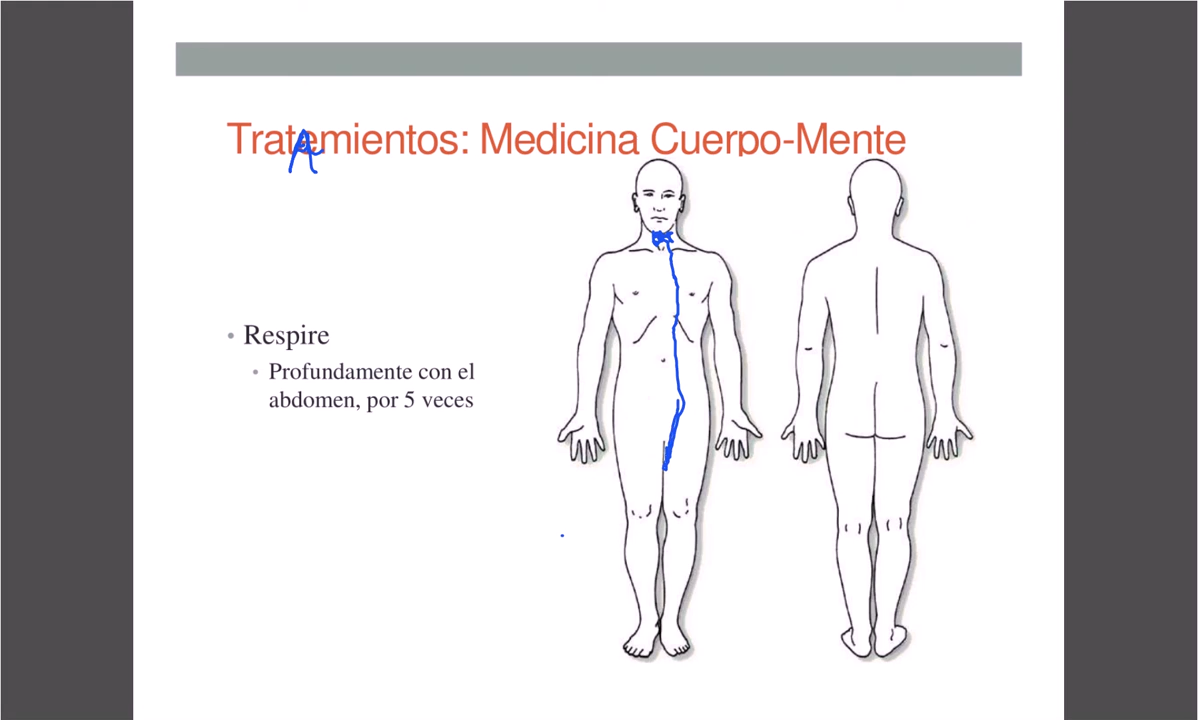 Tratemientos: Medicina Cuerpo-Mente
A
• Respire
• Profundamente con el
abdomen, por 5 veces